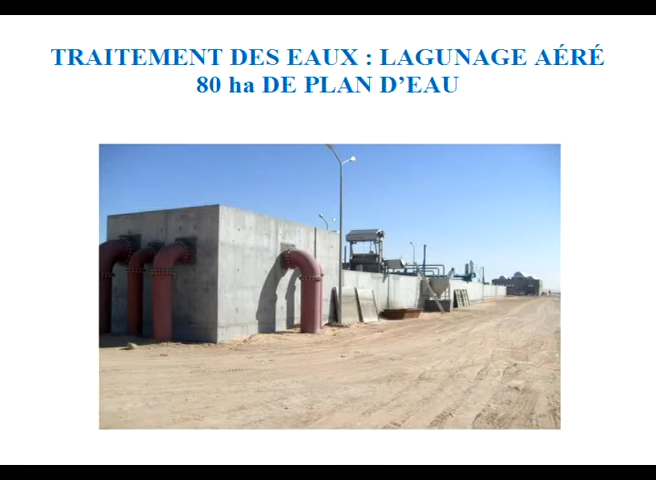 TRAITEMENT DES EAUX : LAGUNAGE AÉRÉ
80 ha DE PLAN D’EAU